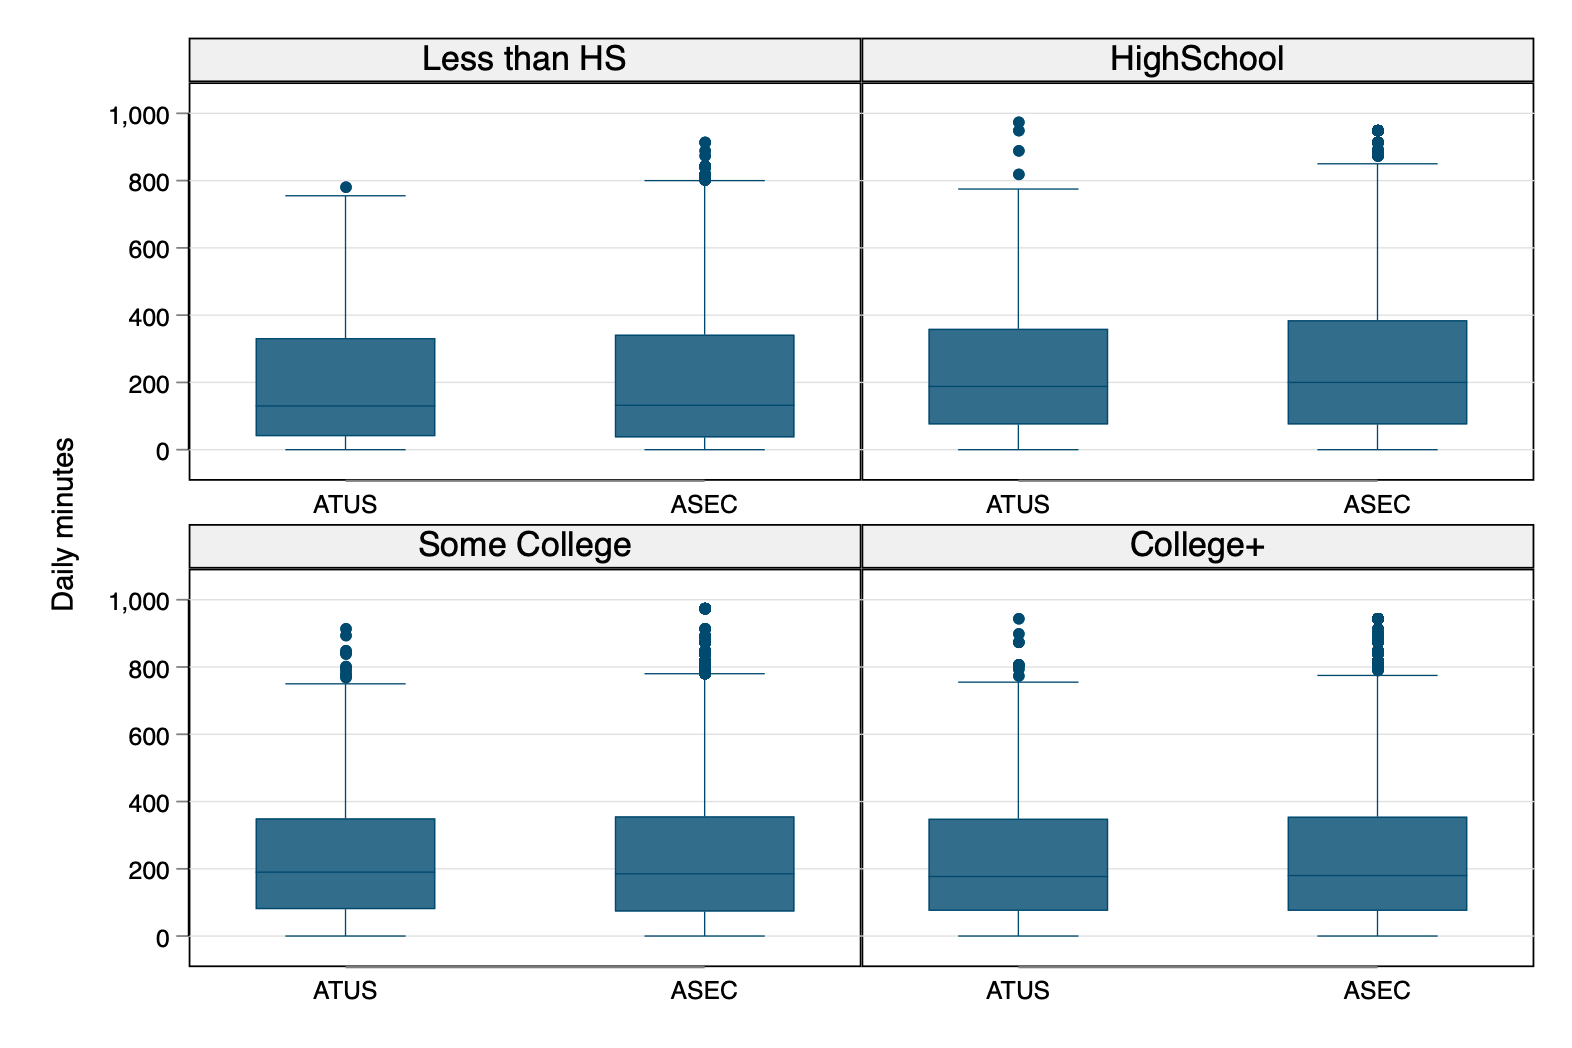 Less than HS
HighSchool
1,000
800
600
400
200
0
ATUS
ASEC
ATUS
ASEC
Daily minutes
Some College
College+
1,000
800
600
400
200
0
ATUS
ASEC
ATUS
ASEC